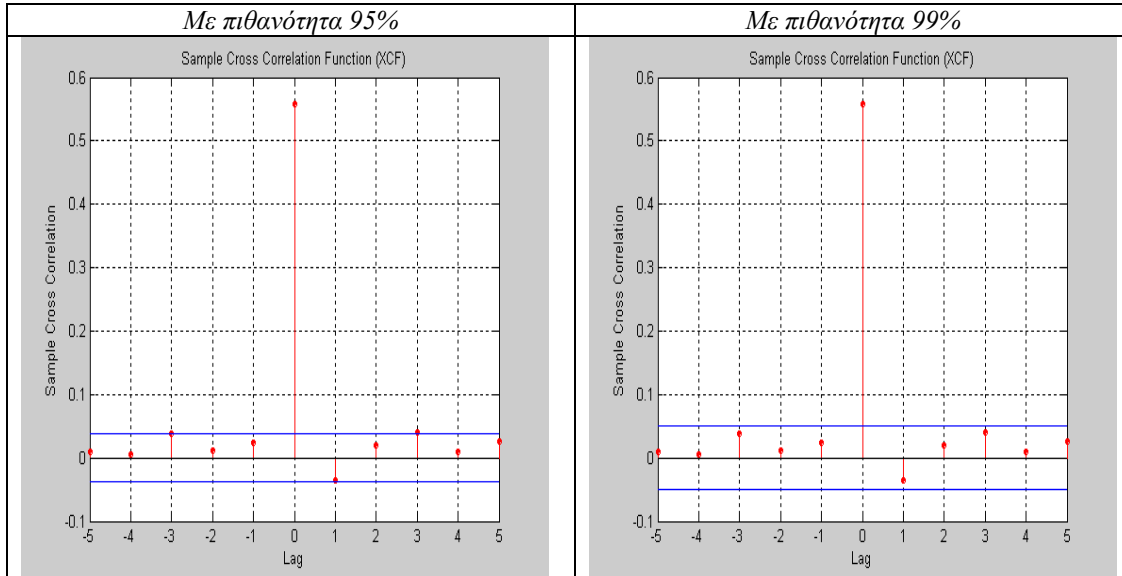 Με πιθανότητα 95%
Με πιθανότητα 99%
Sample Cross Correlation Function (XCF)
Sample Cross Correlation
0.6
0.5
0.4
0.3
0.2
0.1
0
-0.1
-5 -4 -3 -2 -1 0 1 2 3 4 5
Lag
Sample Cross Correlation Function (XCF)
Sample Cross Correlation
0.6
0.5
0.4
0.3
0.2
0.1
0
-0.1
-5 -4 -3 -2 -1 0 1 2 3 4 5
Lag